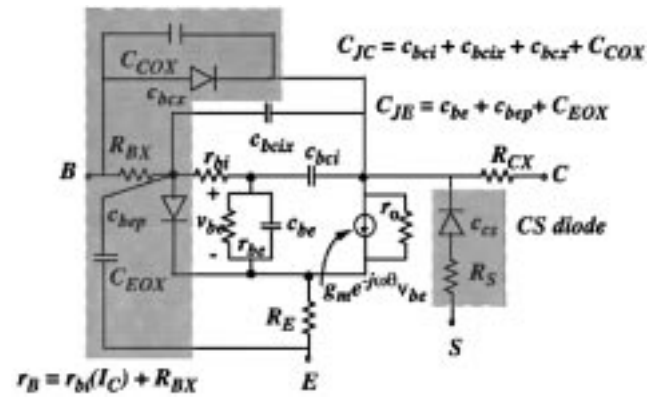 C_COX
C_JC = c_bci + c_bcix + c_bcx + C_COX
c_bcx
C_JE = c_be + c_bep + C_EOX
c_bcix
R_BX
r_bi
c_bci
R_CX
B
C
+
c_bep
v_be
c_be
r_o
c_cs
CS diode
-
r_be
C_EOX
g_m e^-jωθ v_be
R_S
R_E
S
r_B = r_bi(I_C) + R_BX
E